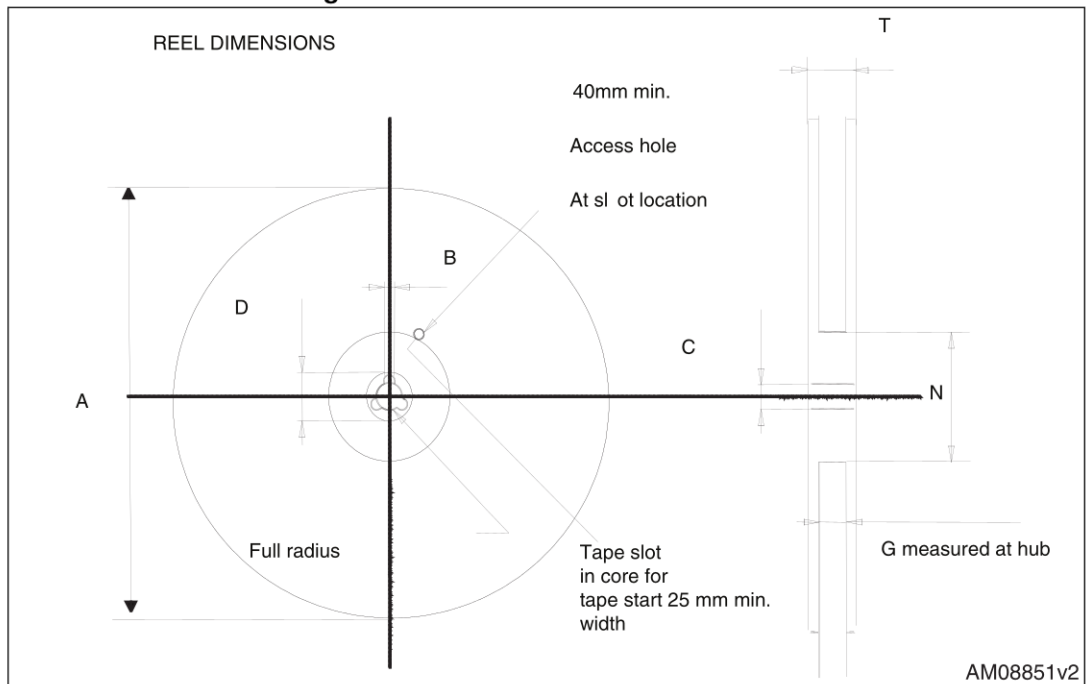 REEL DIMENSIONS
T
40mm min.
Access hole
At sl ot location
B
D
C
A
N
Full radius
Tape slot
in core for
tape start 25 mm min.
width
G measured at hub
AM08851v2